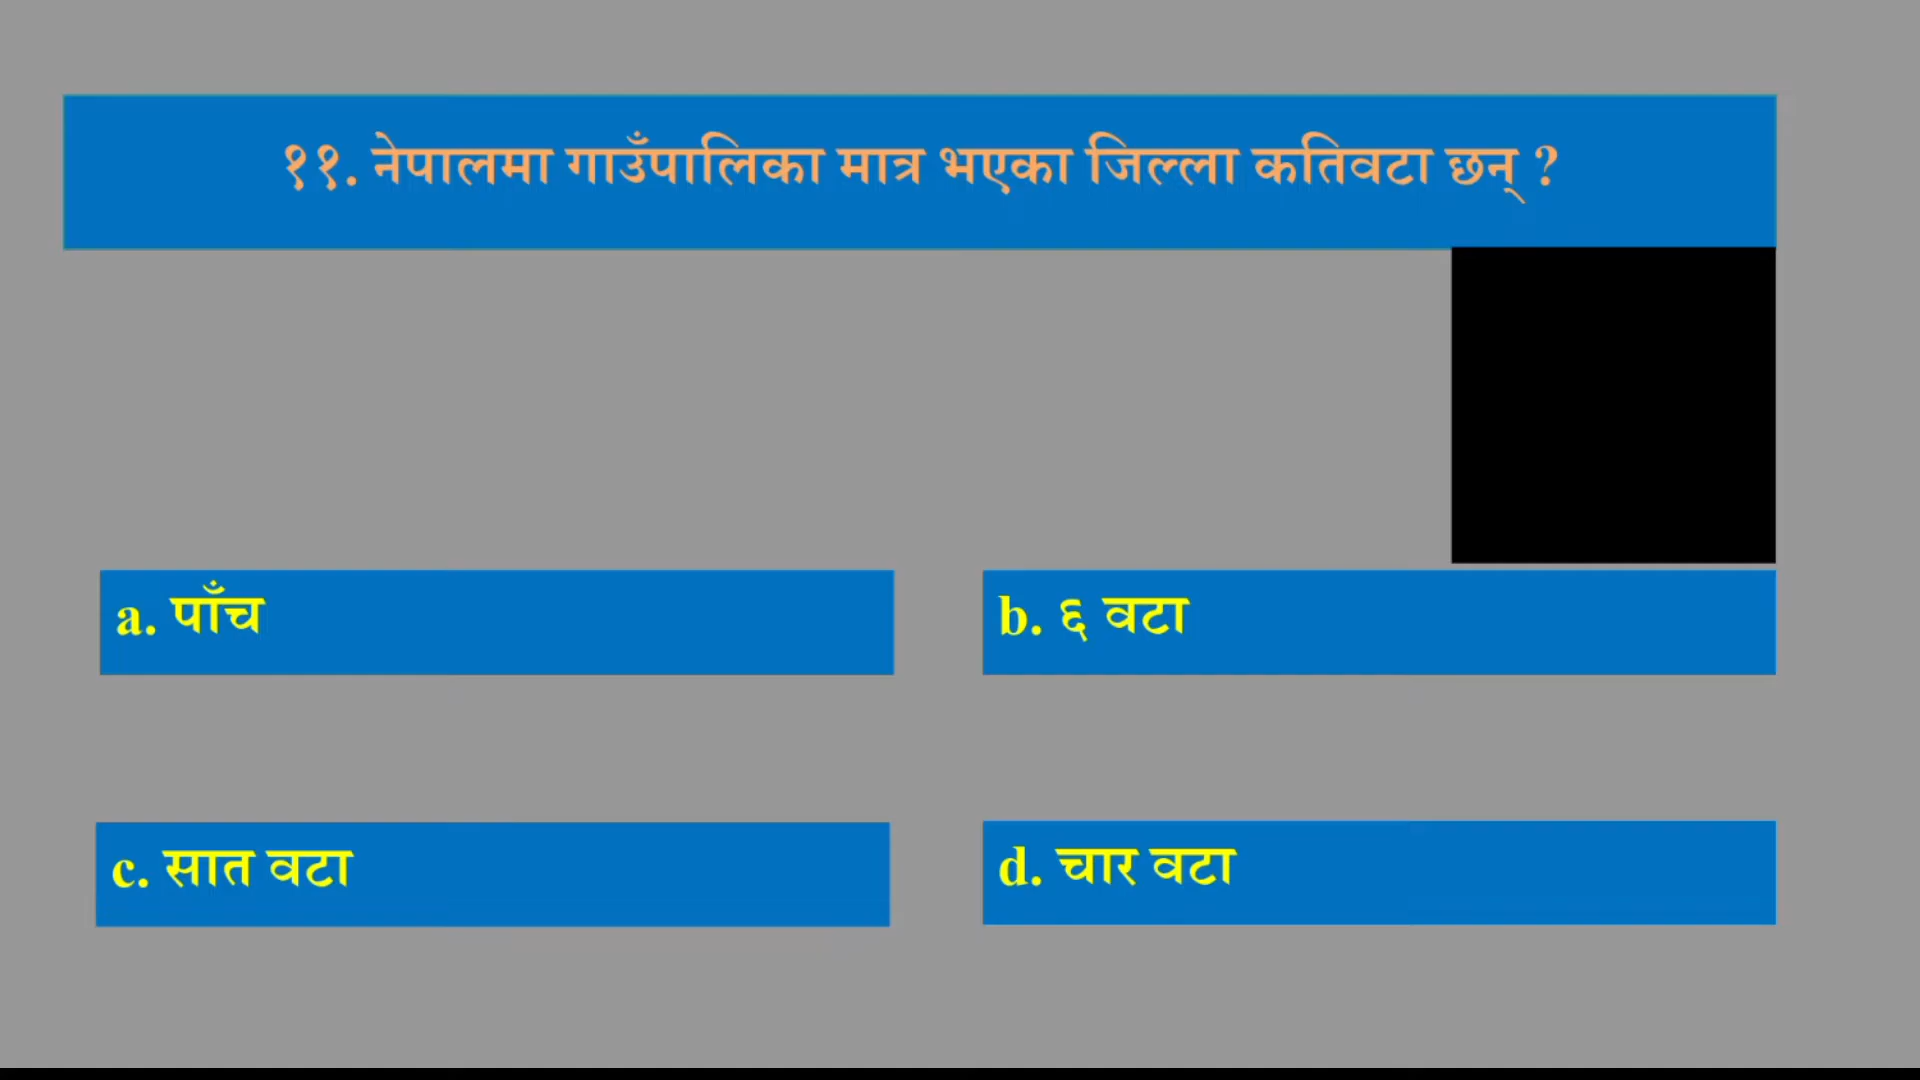 ११. नेपालमा गाउँपालिका मात्र भएका जिल्ला कतिवटा छन् ?
a. पाँच
b. ६ वटा
c. सात वटा
d. चार वटा